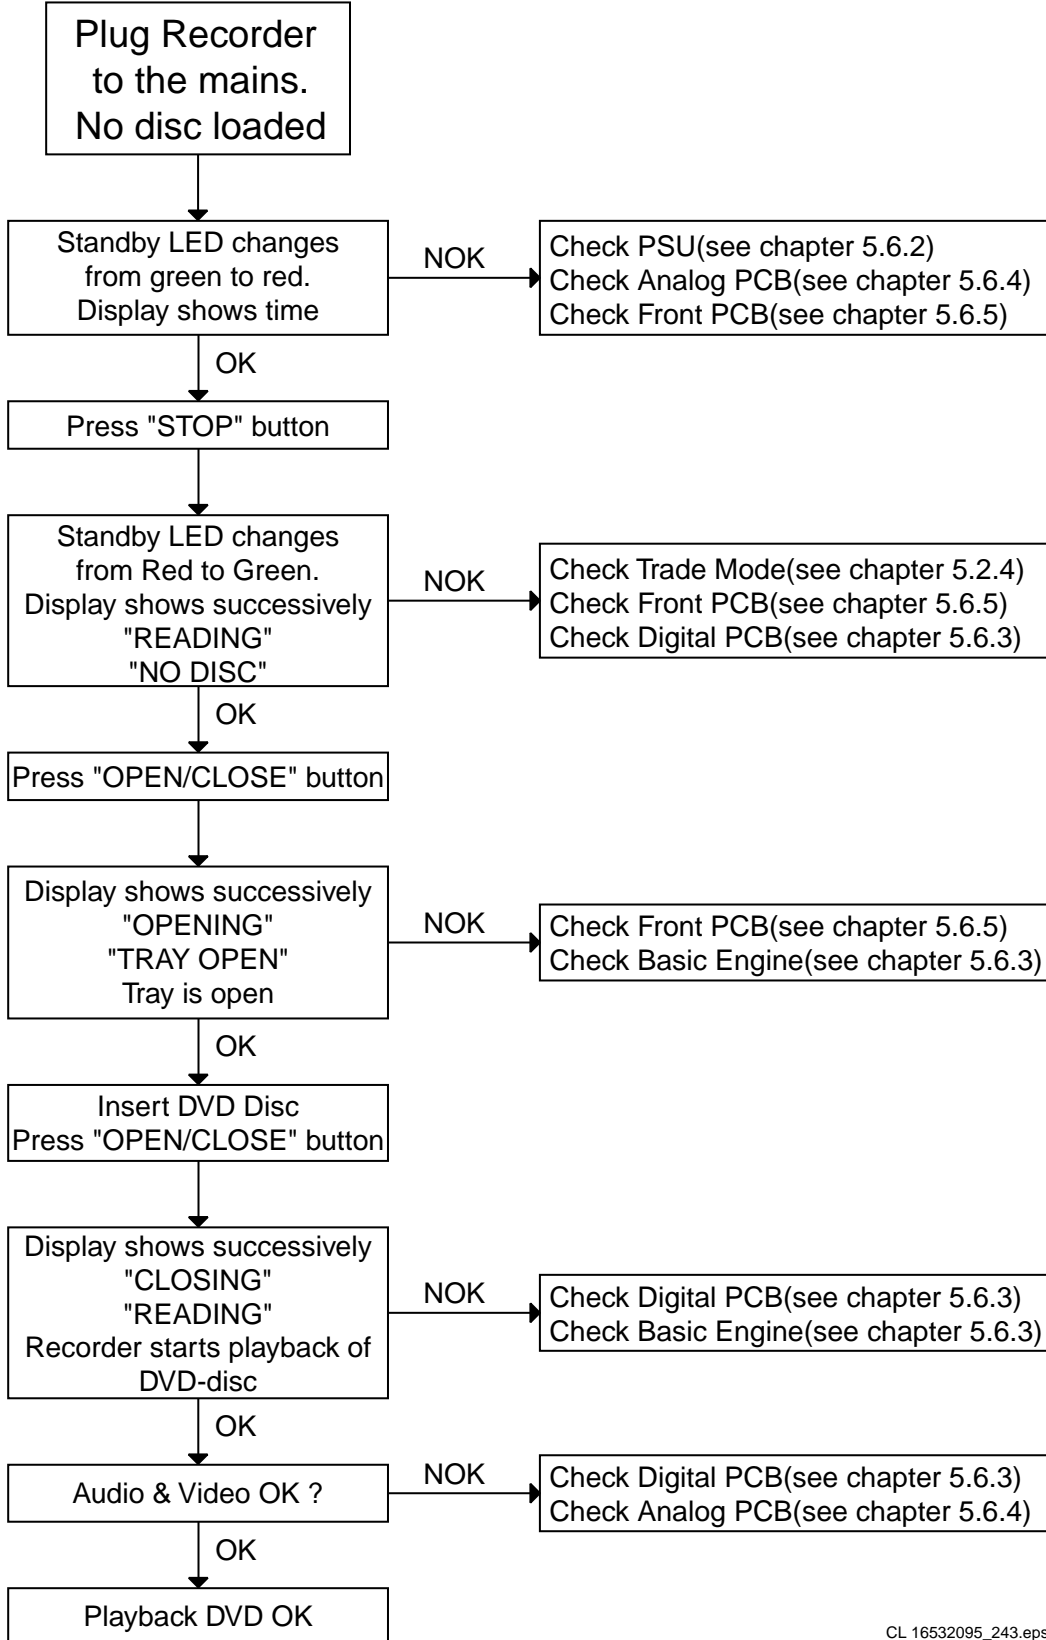 Plug Recorder
to the mains.
No disc loaded
Standby LED changes
from green to red.
Display shows time
NOK
Check PSU(see chapter 5.6.2)
Check Analog PCB(see chapter 5.6.4)
Check Front PCB(see chapter 5.6.5)
OK
Press "STOP" button
Standby LED changes
from Red to Green.
Display shows successively
"READING"
"NO DISC"
NOK
Check Trade Mode(see chapter 5.2.4)
Check Front PCB(see chapter 5.6.5)
Check Digital PCB(see chapter 5.6.3)
OK
Press "OPEN/CLOSE" button
Display shows successively
"OPENING"
"TRAY OPEN"
Tray is open
NOK
Check Front PCB(see chapter 5.6.5)
Check Basic Engine(see chapter 5.6.3)
OK
Insert DVD Disc
Press "OPEN/CLOSE" button
Display shows successively
"CLOSING"
"READING"
Recorder starts playback of
DVD-disc
NOK
Check Digital PCB(see chapter 5.6.3)
Check Basic Engine(see chapter 5.6.3)
OK
Audio & Video OK ?
NOK
Check Digital PCB(see chapter 5.6.3)
Check Analog PCB(see chapter 5.6.4)
OK
Playback DVD OK
CL 16532095_243.eps